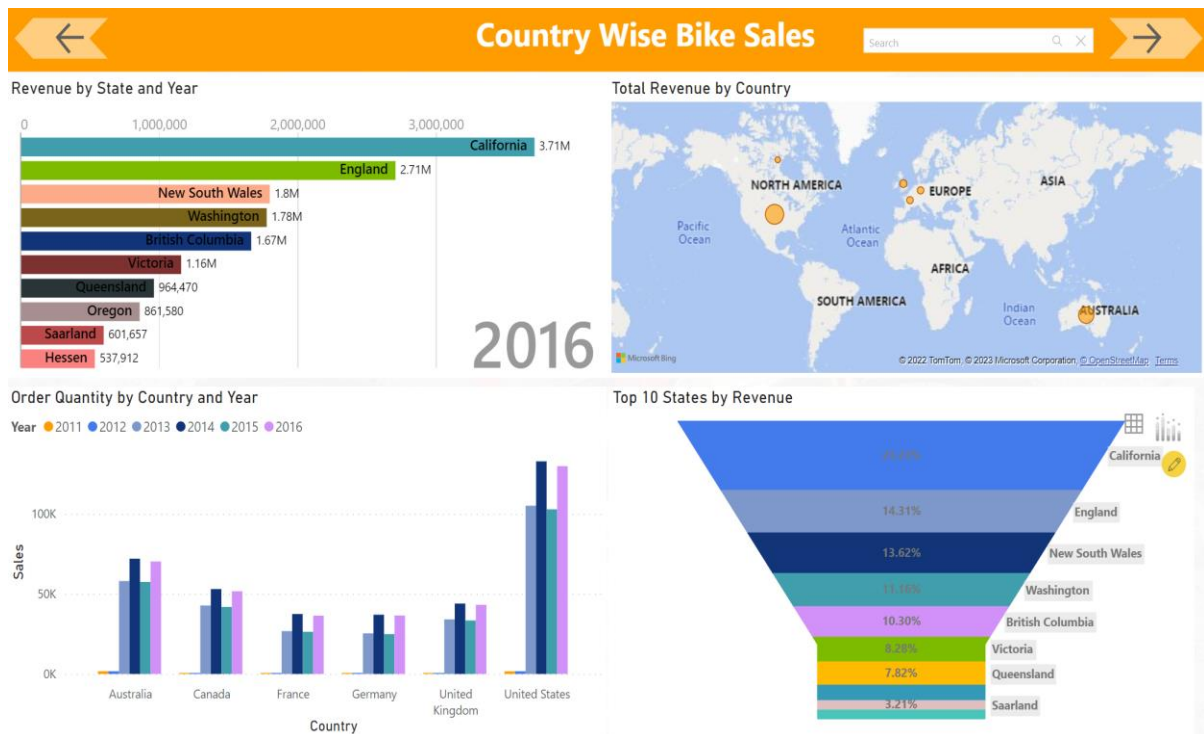 Country Wise Bike Sales
Search
Revenue by State and Year
0 1,000,000 2,000,000 3,000,000
California 3.71M
England 2.71M
New South Wales 1.8M
Washington 1.78M
British Columbia 1.67M
Victoria 1.16M
Queensland 964,470
Oregon 861,580
Saarland 601,657
Hessen 537,912
2016
Total Revenue by Country
NORTH AMERICA
EUROPE
ASIA
Pacific
Ocean
Atlantic
Ocean
AFRICA
SOUTH AMERICA
Indian
Ocean
AUSTRALIA
Microsoft Bing
© 2022 TomTom, © 2023 Microsoft Corporation, © OpenStreetMap Terms
Order Quantity by Country and Year
Year 2011 2012 2013 2014 2015 2016
Sales
100K
50K
0K
Australia Canada France Germany United Kingdom United States
Country
Top 10 States by Revenue
California
14.31% England
13.62% New South Wales
11.16% Washington
10.30% British Columbia
8.28% Victoria
7.82% Queensland
3.21% Saarland